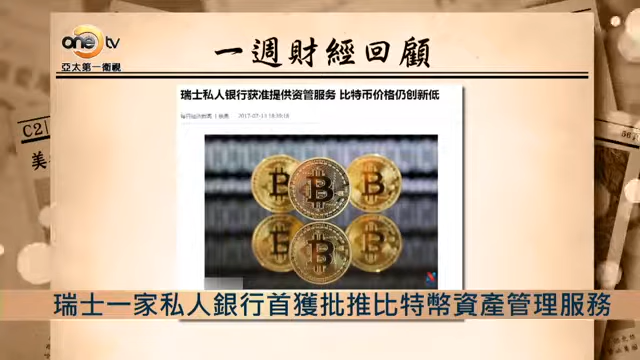 one tv
亞太第一衛視
一週財經回顧
瑞士私人银行获准提供资管服务 比特币价格仍创新低
2017-07-13
C2
美
瑞士一家私人銀行首獲批推比特幣資產管理服務